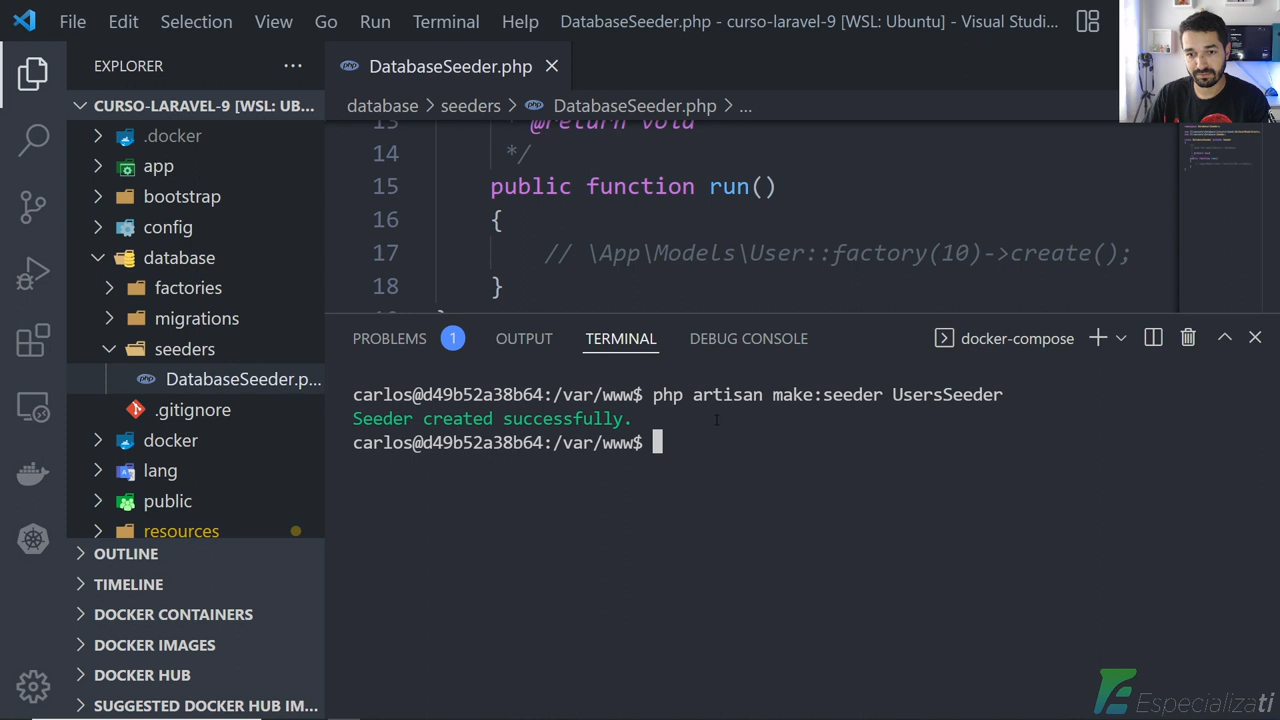 File Edit Selection View Go Run Terminal Help DatabaseSeeder.php - curso-laravel-9 [WSL: Ubuntu] - Visual Studi...
EXPLORER ...
DatabaseSeeder.php
CURSO-LARAVEL-9 [WSL: UB...
database > seeders > DatabaseSeeder.php > ...
.docker
app
bootstrap
config
database
factories
migrations
seeders
DatabaseSeeder.p...
.gitignore
docker
lang
public
resources
OUTLINE
TIMELINE
DOCKER CONTAINERS
DOCKER IMAGES
DOCKER HUB
SUGGESTED DOCKER HUB IM...
13 @return void
14 /
15 public function run()
16 {
17 // \App\Models\User::factory(10)->create();
18 }
PROBLEMS 1 OUTPUT TERMINAL DEBUG CONSOLE docker-compose
carlos@d49b52a38b64:/var/www$ php artisan make:seeder UsersSeeder
Seeder created successfully.
carlos@d49b52a38b64:/var/www$
Especializati